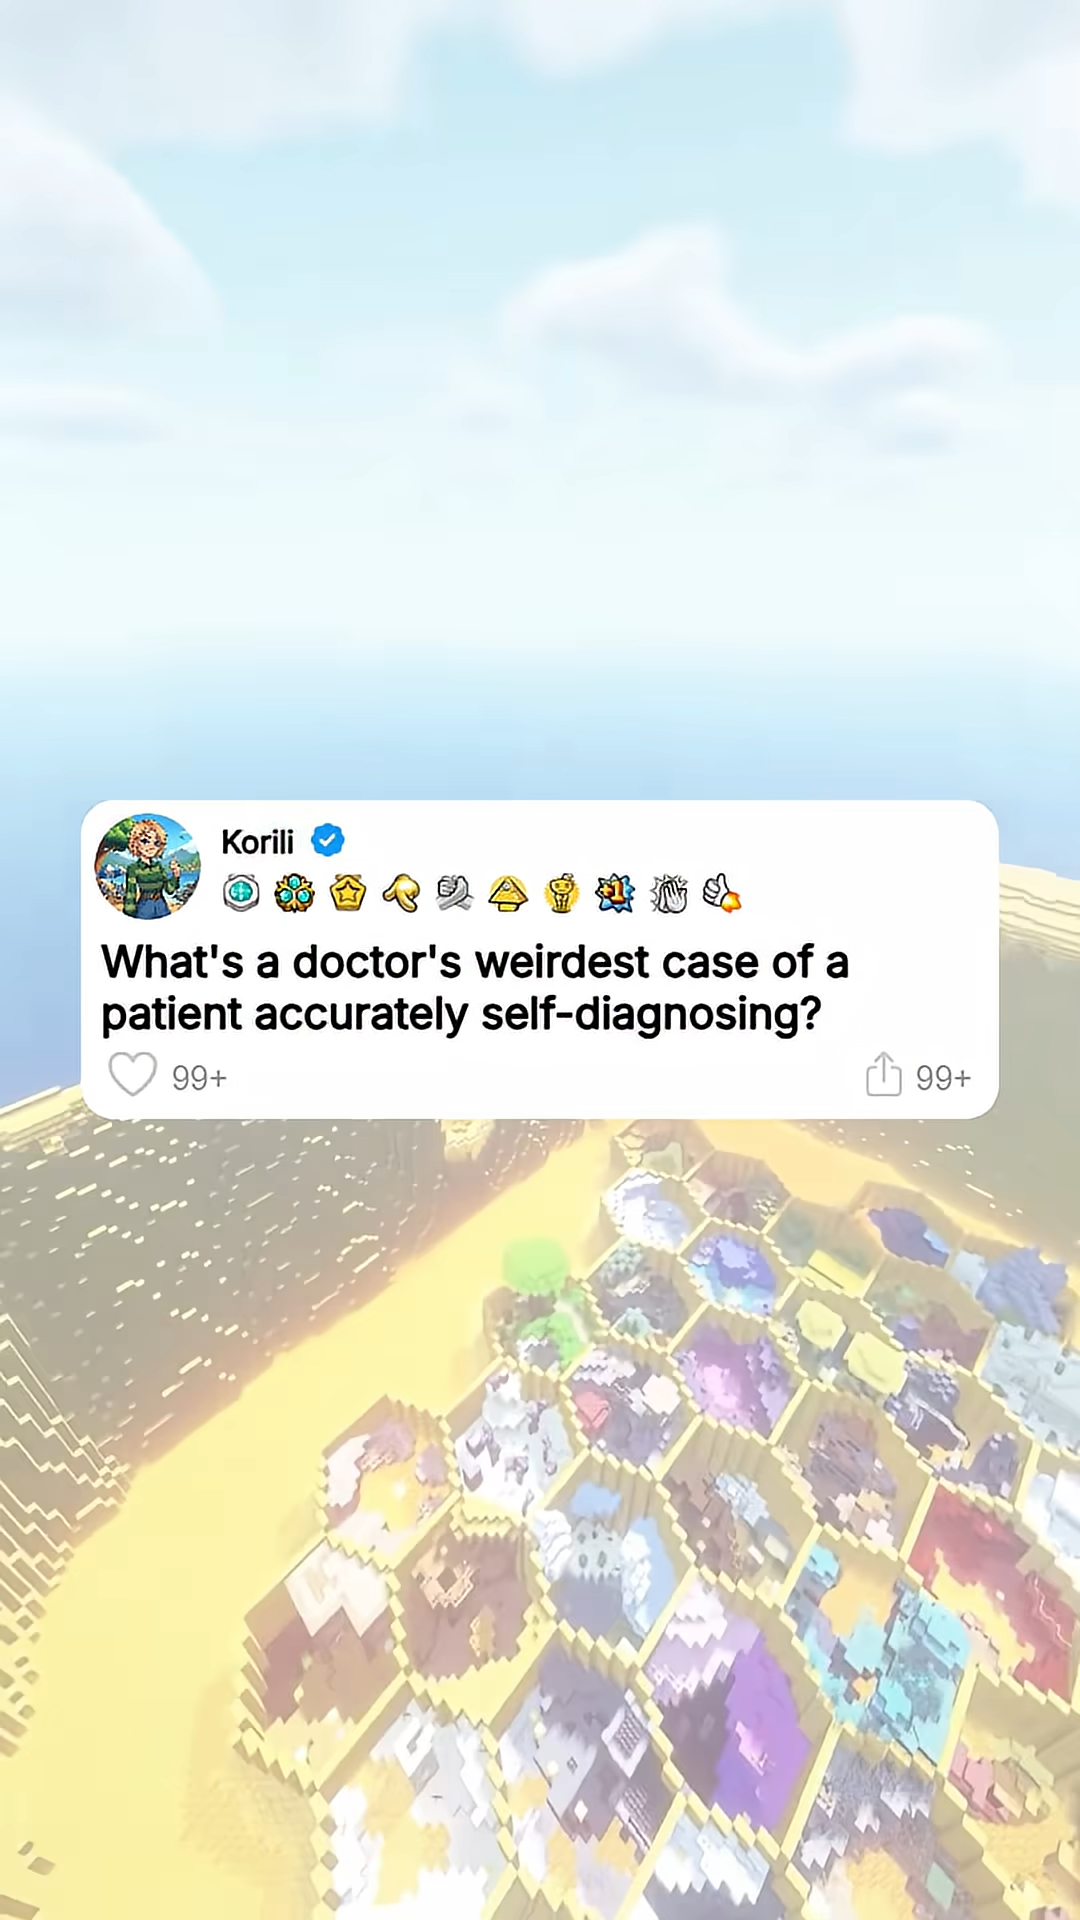 Korili
What's a doctor's weirdest case of a
patient accurately self-diagnosing?
99+
99+